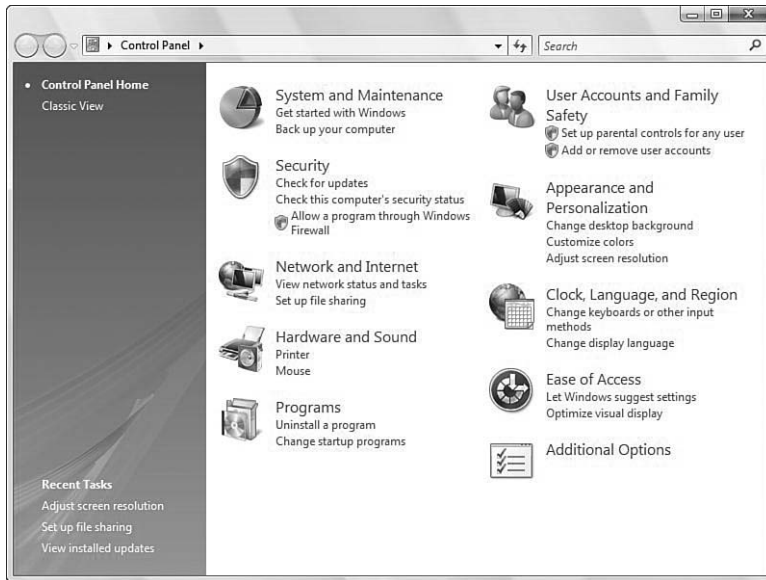 Control Panel
Search
Control Panel Home
Classic View
System and Maintenance
Get started with Windows
Back up your computer
Security
Check for updates
Check this computer's security status
Allow a program through Windows
Firewall
Network and Internet
View network status and tasks
Set up file sharing
Hardware and Sound
Printer
Mouse
Programs
Uninstall a program
Change startup programs
User Accounts and Family
Safety
Set up parental controls for any user
Add or remove user accounts
Appearance and
Personalization
Change desktop background
Customize colors
Adjust screen resolution
Clock, Language, and Region
Change keyboards or other input
methods
Change display language
Ease of Access
Let Windows suggest settings
Optimize visual display
Additional Options
Recent Tasks
Adjust screen resolution
Set up file sharing
View installed updates